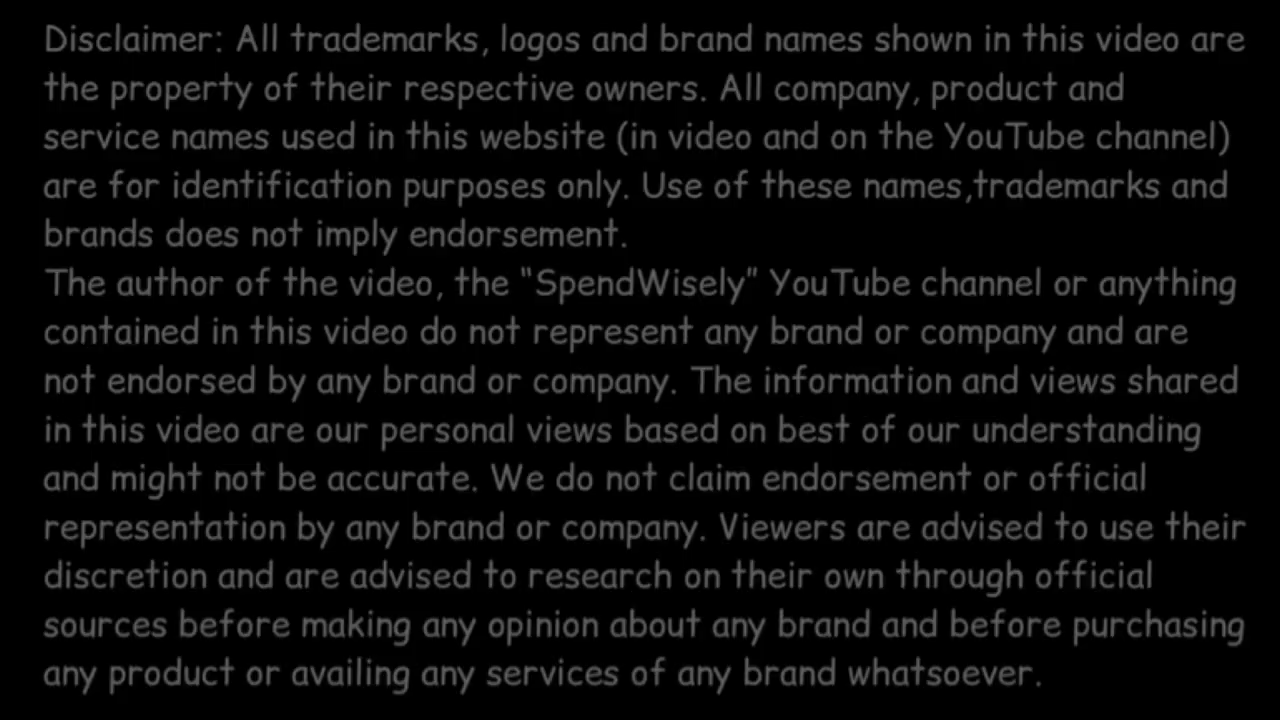 Disclaimer: All trademarks, logos and brand names shown in this video are
the property of their respective owners. All company, product and
service names used in this website (in video and on the YouTube channel)
are for identification purposes only. Use of these names,trademarks and
brands does not imply endorsement.
The author of the video, the “SpendWisely” YouTube channel or anything
contained in this video do not represent any brand or company and are
not endorsed by any brand or company. The information and views shared
in this video are our personal views based on best of our understanding
and might not be accurate. We do not claim endorsement or official
representation by any brand or company. Viewers are advised to use their
discretion and are advised to research on their own through official
sources before making any opinion about any brand and before purchasing
any product or availing any services of any brand whatsoever.